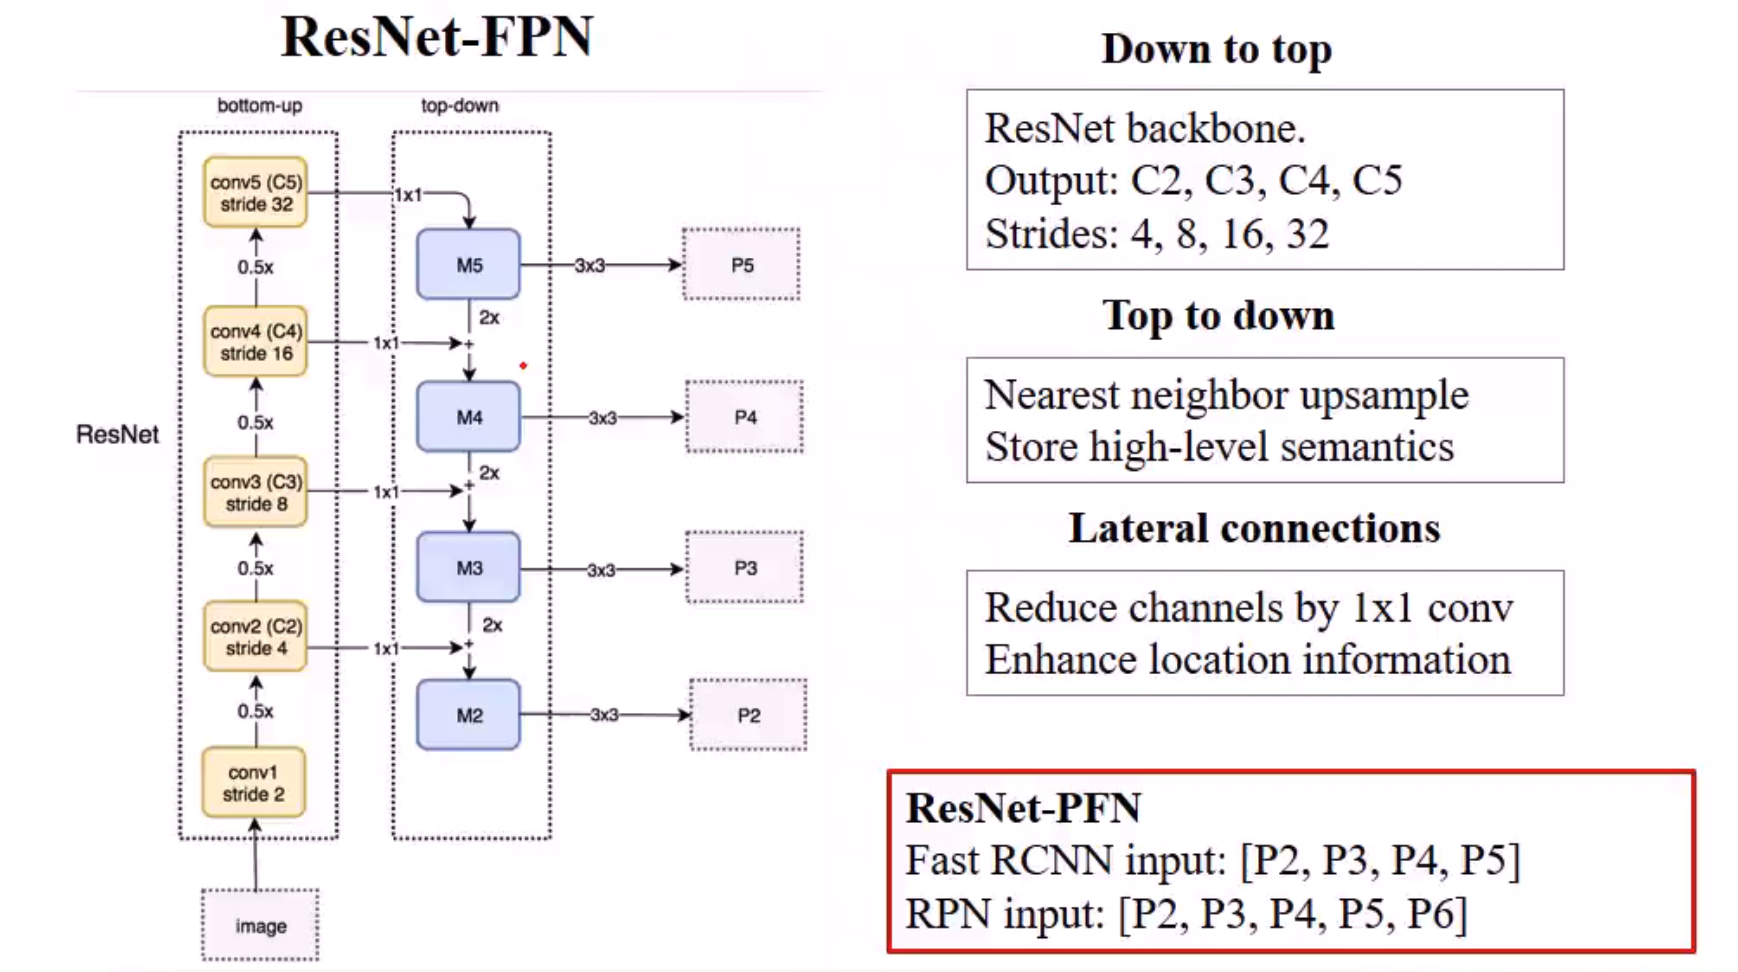 ResNet-FPN
bottom-up
top-down
conv5 (C5)
stride 32
1x1
0.5x
M5
3x3
P5
2x
conv4 (C4)
stride 16
1x1
+
0.5x
M4
3x3
P4
2x
ResNet
conv3 (C3)
stride 8
1x1
+
0.5x
M3
3x3
P3
2x
conv2 (C2)
stride 4
1x1
+
0.5x
M2
3x3
P2
conv1
stride 2
image
Down to top
ResNet backbone.
Output: C2, C3, C4, C5
Strides: 4, 8, 16, 32
Top to down
Nearest neighbor upsample
Store high-level semantics
Lateral connections
Reduce channels by 1x1 conv
Enhance location information
ResNet-PFN
Fast RCNN input: [P2, P3, P4, P5]
RPN input: [P2, P3, P4, P5, P6]